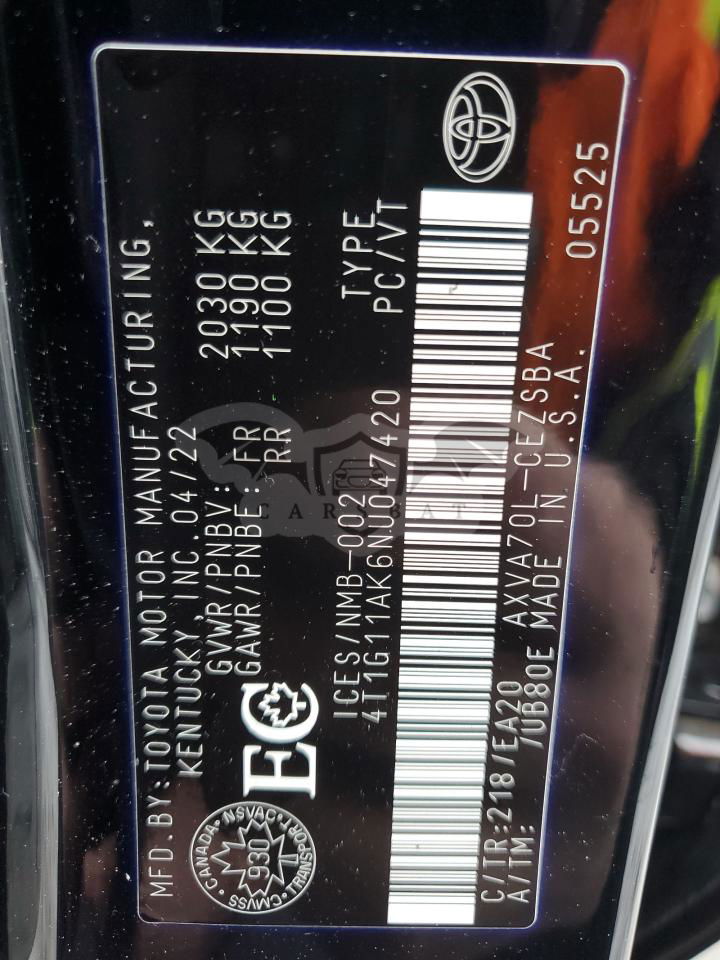 MFD.BY:TOYOTA MOTOR MANUFACTURING,
KENTUCKY, INC.04/22
GVWR/PNBV: 2030 KG
GAWR/PNBE: FR 1190 KG
RR 1100 KG
CANADA
NSVAC
930
TRANSPORT
CMVSS
EC
ICES/NMB-002 TYPE
4T1G11AK6NU047420 PC/VT
CARSBAT
C/TR:218/EA20 AXVA70L-CEZSBA
A/TM: /UB80E MADE IN U.S.A.
05525